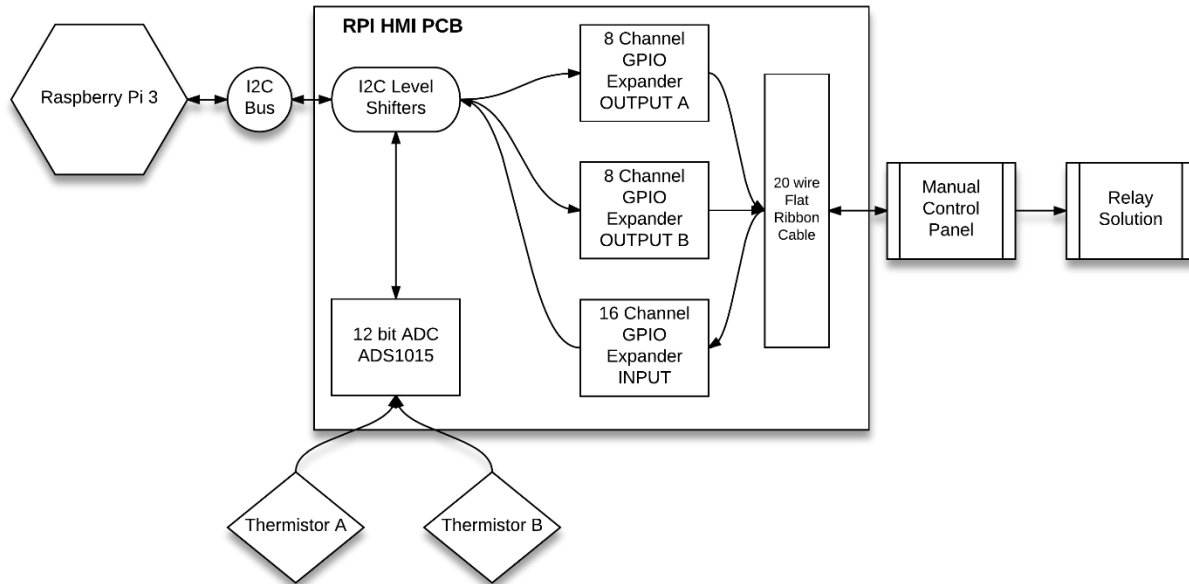 RPI HMI PCB
Raspberry Pi 3
I2C
Bus
I2C Level
Shifters
8 Channel
GPIO
Expander
OUTPUT A
8 Channel
GPIO
Expander
OUTPUT B
16 Channel
GPIO
Expander
INPUT
20 wire
Flat
Ribbon
Cable
Manual
Control
Panel
Relay
Solution
12 bit ADC
ADS1015
Thermistor A
Thermistor B